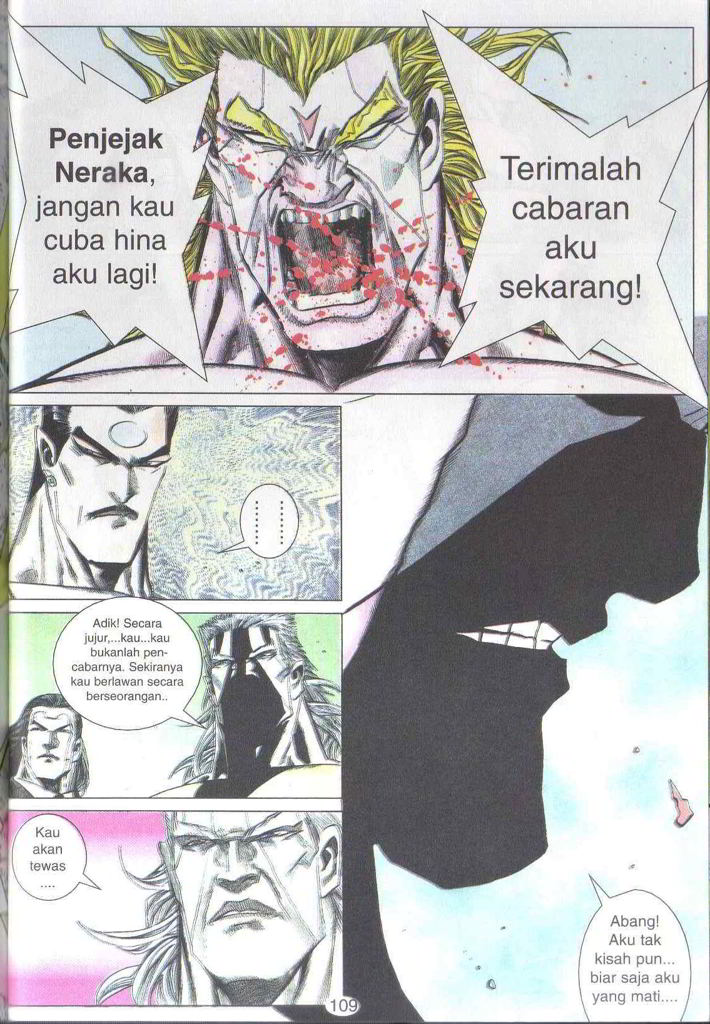 Penjejak
Neraka,
jangan kau
cuba hina
aku lagi!
Terimalah
cabaran
aku
sekarang!
Adik! Secara
jujur,...kau...kau
bukanlah pen-
cabarnya. Sekiranya
kau berlawan secara
berseorangan..
Kau
akan
tewas
....
Abang!
Aku tak
kisah pun...
biar saja aku
yang mati....
109